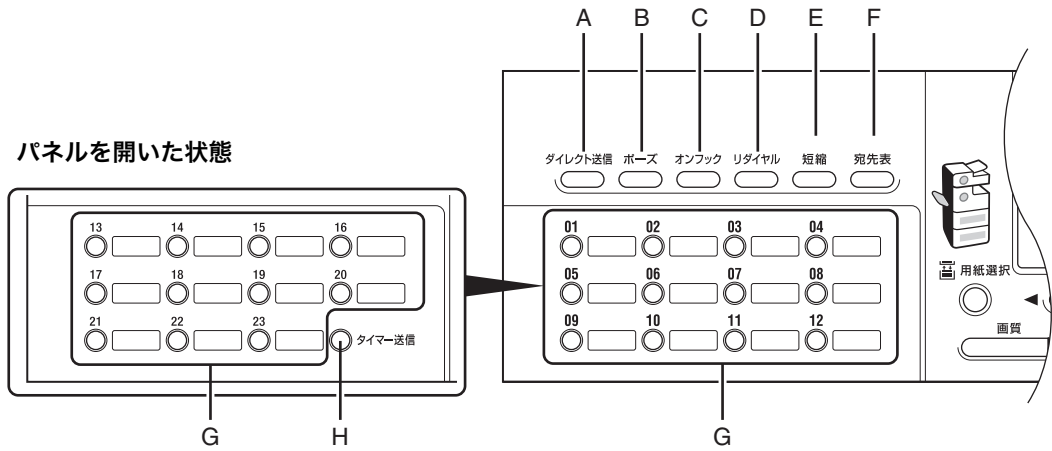 A B C D E F
パネルを開いた状態
ダイレクト送信 ポーズ オンフック リダイヤル 短縮 宛先表
13 14 15 16
17 18 19 20
21 22 23 タイマー送信
01 02 03 04
05 06 07 08
09 10 11 12
用紙選択
画質
G H G